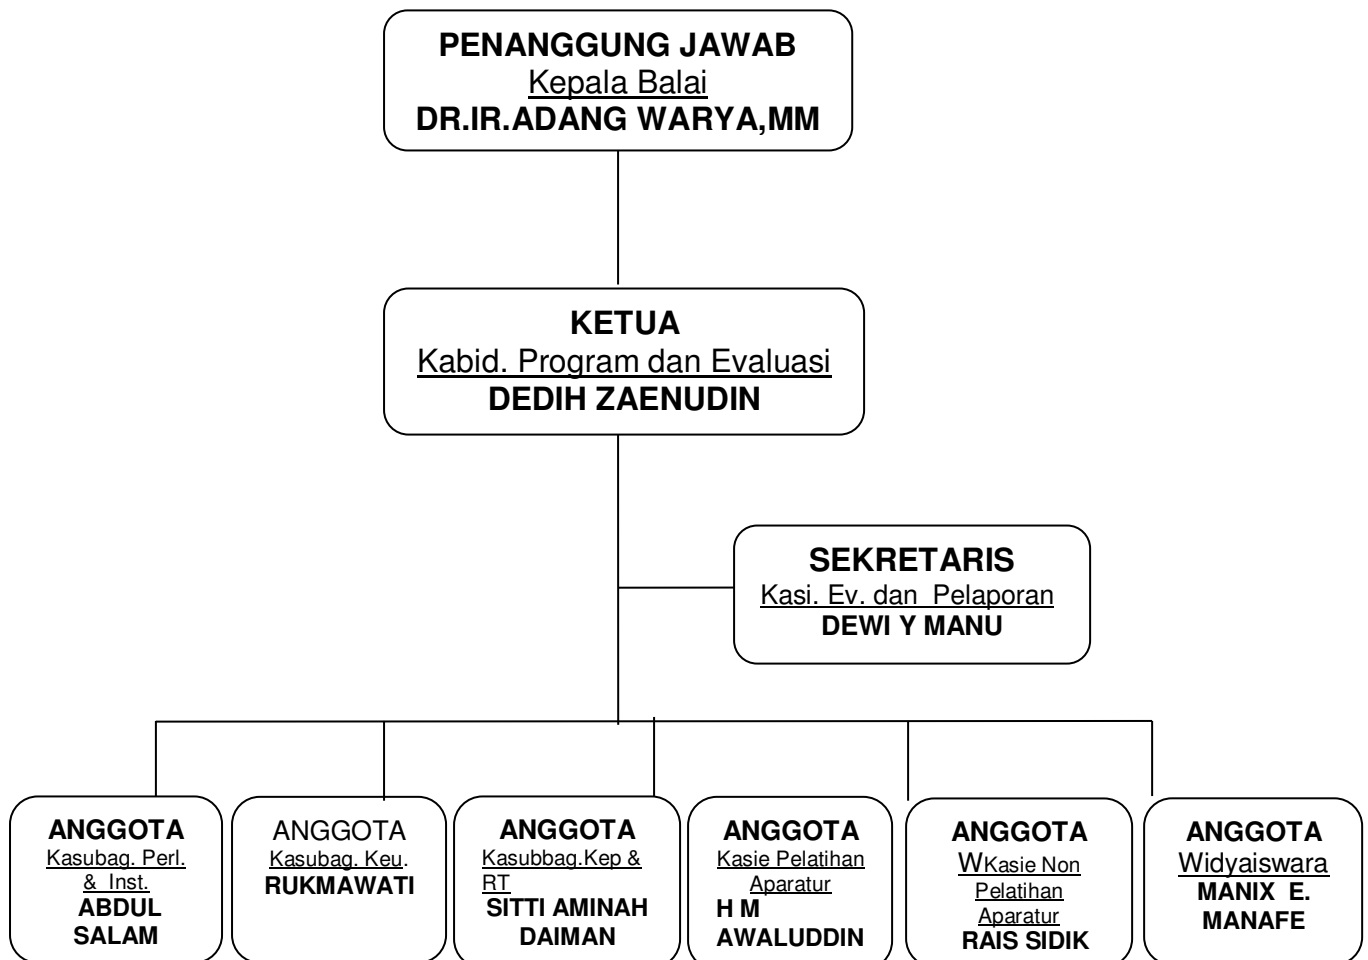 PENANGGUNG JAWAB
Kepala Balai
DR.IR.ADANG WARYA,MM
KETUA
Kabid. Program dan Evaluasi
DEDIH ZAENUDIN
SEKRETARIS
Kasi. Ev. dan Pelaporan
DEWI Y MANU
ANGGOTA
Kasubag. Perl.
& Inst.
ABDUL
SALAM
ANGGOTA
Kasubag. Keu.
RUKMAWATI
ANGGOTA
Kasubbag.Kep &
RT
SITTI AMINAH
DAIMAN
ANGGOTA
Kasie Pelatihan
Aparatur
H M
AWALUDDIN
ANGGOTA
WKasie Non
Pelatihan
Aparatur
RAIS SIDIK
ANGGOTA
Widyaiswara
MANIX E.
MANAFE